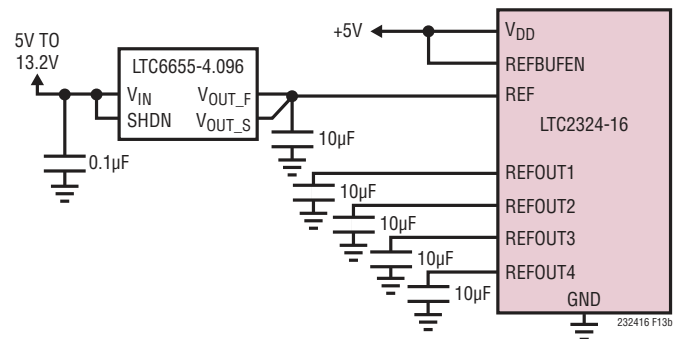 5V TO
13.2V
LTC6655-4.096
VIN
SHDN
VOUT_F
VOUT_S
0.1µF
10µF
+5V
VDD
REFBUFEN
REF
LTC2324-16
REFOUT1
10µF
REFOUT2
10µF
REFOUT3
10µF
REFOUT4
10µF
GND
232416 F13b